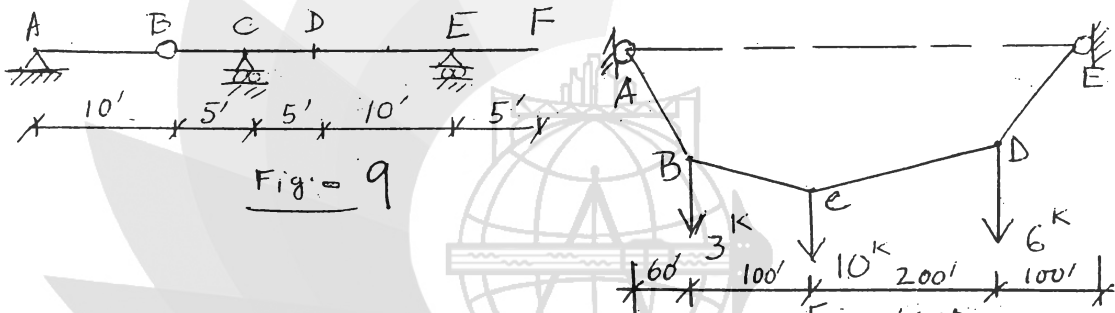 A B C D E F
10' 5' 5' 10' 5'
Fig:- 9
A E
B C D
3K 10K 6K
60' 100' 200' 100'